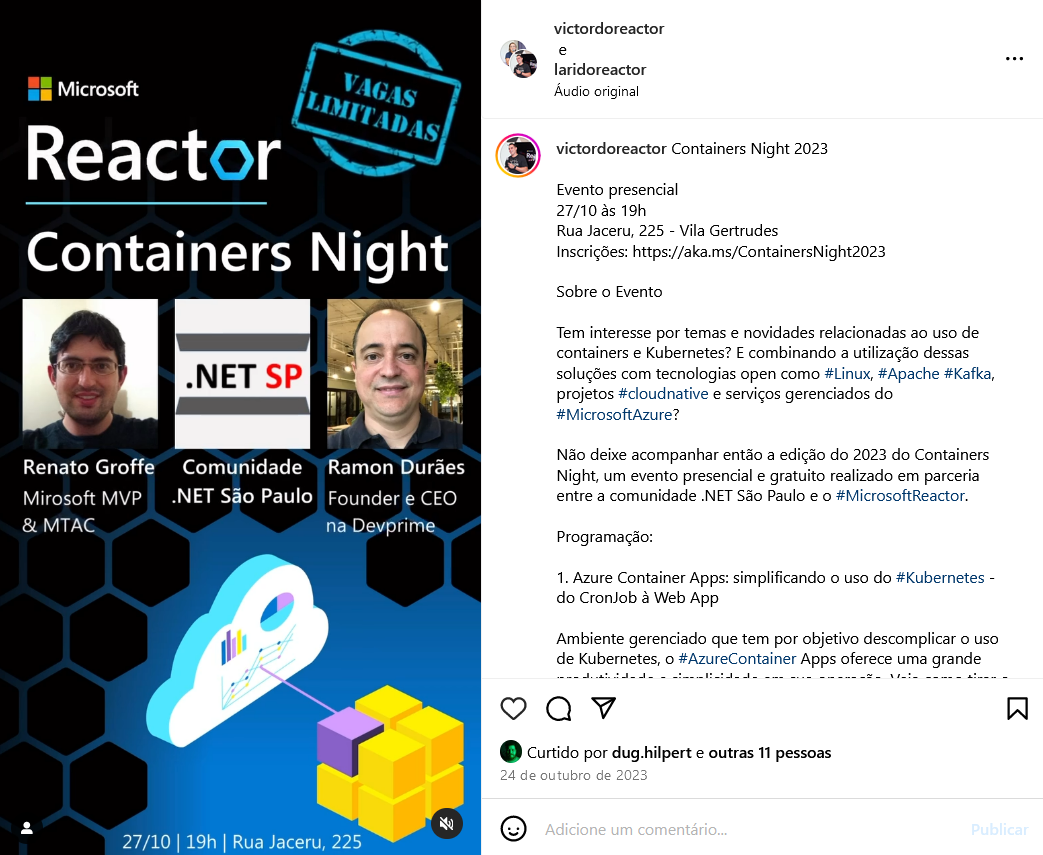 VAGAS
LIMITADAS
Microsoft
Reactor
Containers Night
.NET SP
Renato Groffe
Mirosoft MVP
& MTAC
Comunidade
.NET São Paulo
Ramon Durães
Founder e CEO
na Devprime
27/10 | 19h | Rua Jaceru, 225
victordoreactor
e
laridoreactor
Áudio original
victordoreactor Containers Night 2023
Evento presencial
27/10 às 19h
Rua Jaceru, 225 - Vila Gertrudes
Inscrições: https://aka.ms/ContainersNight2023
Sobre o Evento
Tem interesse por temas e novidades relacionadas ao uso de
containers e Kubernetes? E combinando a utilização dessas
soluções com tecnologias open como #Linux, #Apache #Kafka,
projetos #cloudnative e serviços gerenciados do
#MicrosoftAzure?
Não deixe acompanhar então a edição do 2023 do Containers
Night, um evento presencial e gratuito realizado em parceria
entre a comunidade .NET São Paulo e o #MicrosoftReactor.
Programação:
1. Azure Container Apps: simplificando o uso do #Kubernetes -
do CronJob à Web App
Ambiente gerenciado que tem por objetivo descomplicar o uso
de Kubernetes, o #AzureContainer Apps oferece uma grande
Curtido por dug.hilpert e outras 11 pessoas
24 de outubro de 2023
Adicione um comentário...
Publicar